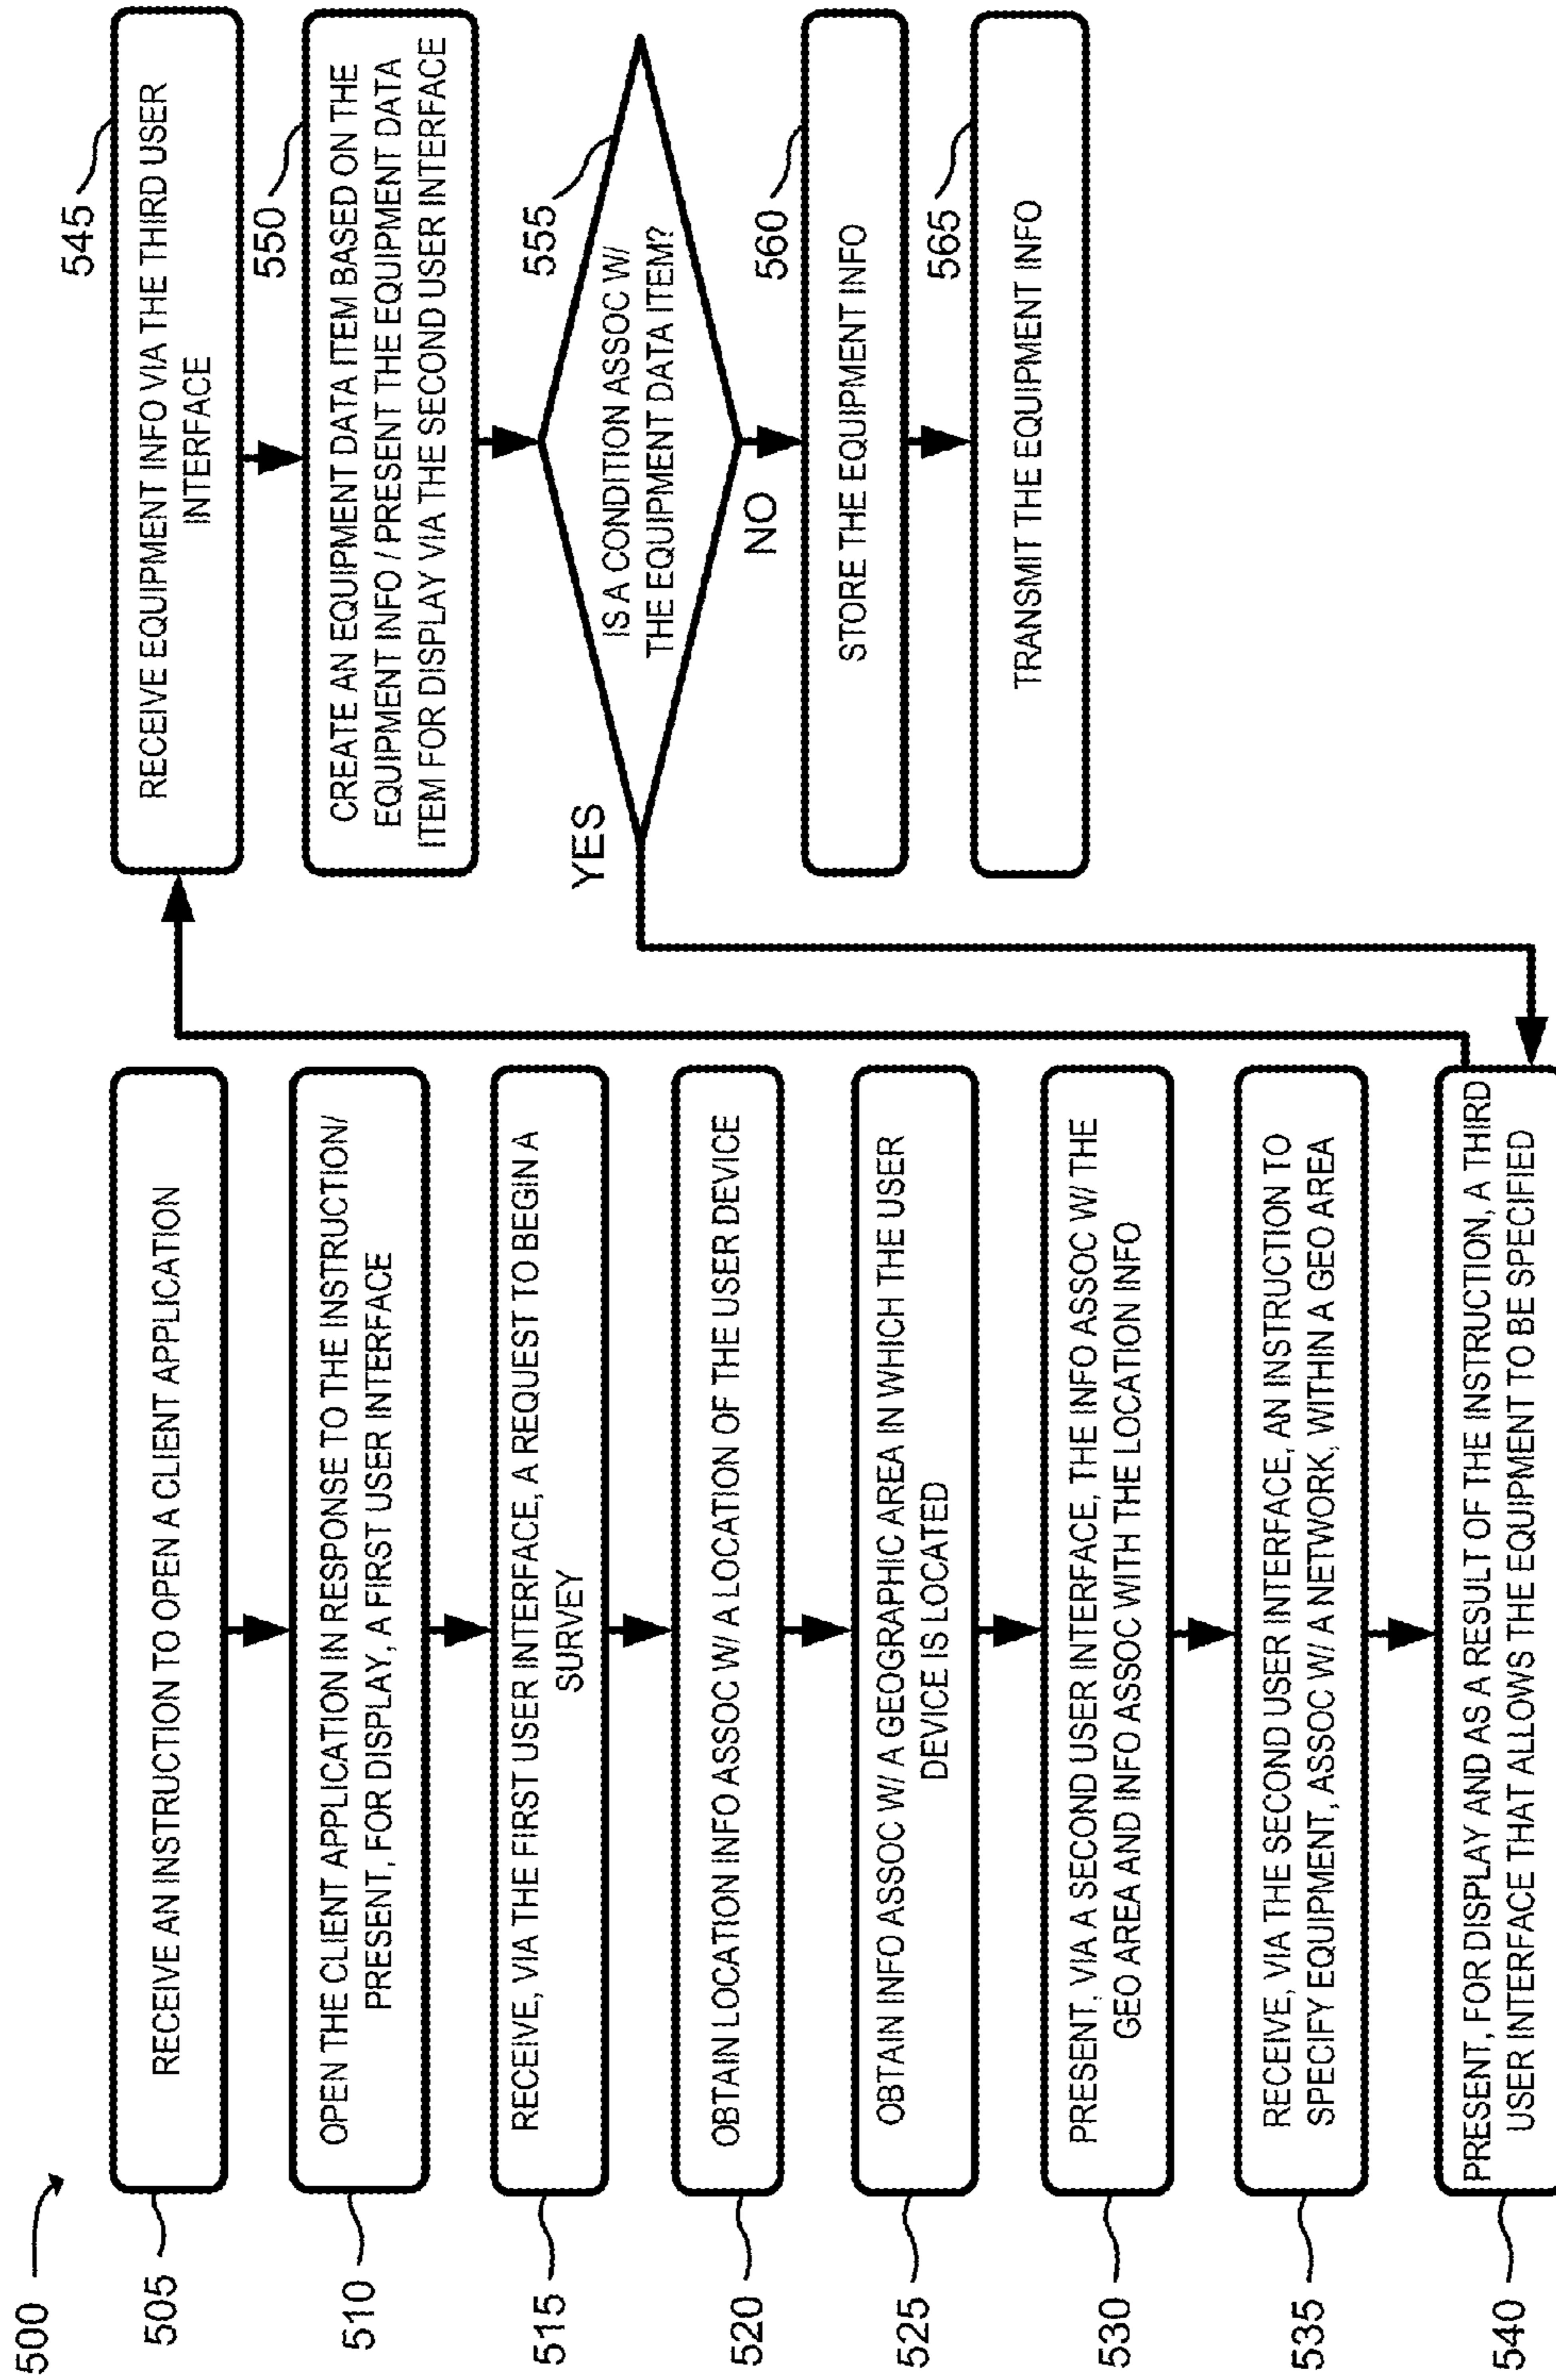 500
505
RECEIVE AN INSTRUCTION TO OPEN A CLIENT APPLICATION
510
OPEN THE CLIENT APPLICATION IN RESPONSE TO THE INSTRUCTION/
PRESENT, FOR DISPLAY, A FIRST USER INTERFACE
515
RECEIVE, VIA THE FIRST USER INTERFACE, A REQUEST TO BEGIN A
SURVEY
520
OBTAIN LOCATION INFO ASSOC W/ A LOCATION OF THE USER DEVICE
525
OBTAIN INFO ASSOC W/ A GEOGRAPHIC AREA IN WHICH THE USER
DEVICE IS LOCATED
530
PRESENT, VIA A SECOND USER INTERFACE, THE INFO ASSOC W/ THE
GEO AREA AND INFO ASSOC WITH THE LOCATION INFO
535
RECEIVE, VIA THE SECOND USER INTERFACE, AN INSTRUCTION TO
SPECIFY EQUIPMENT, ASSOC W/ A NETWORK, WITHIN A GEO AREA
540
PRESENT, FOR DISPLAY AND AS A RESULT OF THE INSTRUCTION, A THIRD
USER INTERFACE THAT ALLOWS THE EQUIPMENT TO BE SPECIFIED
545
RECEIVE EQUIPMENT INFO VIA THE THIRD USER
INTERFACE
550
CREATE AN EQUIPMENT DATA ITEM BASED ON THE
EQUIPMENT INFO / PRESENT THE EQUIPMENT DATA
ITEM FOR DISPLAY VIA THE SECOND USER INTERFACE
555
IS A CONDITION ASSOC W/
THE EQUIPMENT DATA ITEM?
YES
NO
560
STORE THE EQUIPMENT INFO
565
TRANSMIT THE EQUIPMENT INFO